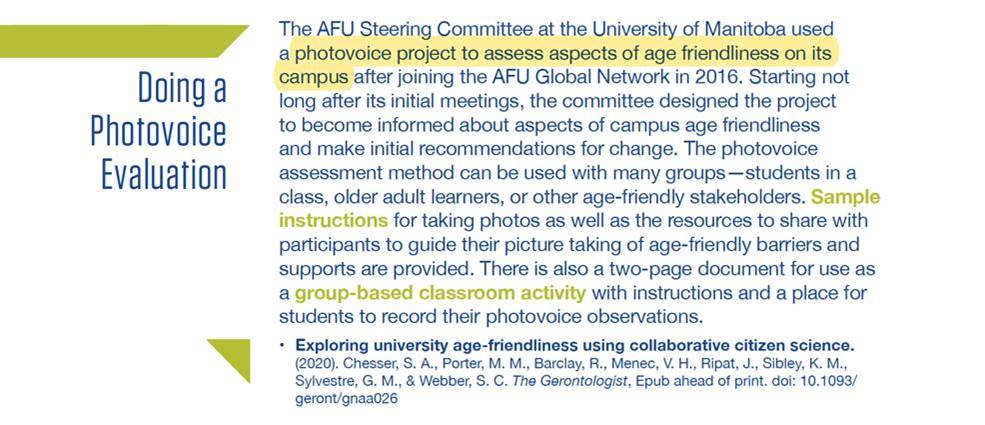 Doing a
Photovoice
Evaluation
The AFU Steering Committee at the University of Manitoba used
a photovoice project to assess aspects of age friendliness on its
campus after joining the AFU Global Network in 2016. Starting not
long after its initial meetings, the committee designed the project
to become informed about aspects of campus age friendliness
and make initial recommendations for change. The photovoice
assessment method can be used with many groups—students in a
class, older adult learners, or other age-friendly stakeholders. Sample
instructions for taking photos as well as the resources to share with
participants to guide their picture taking of age-friendly barriers and
supports are provided. There is also a two-page document for use as
a group-based classroom activity with instructions and a place for
students to record their photovoice observations.
• Exploring university age-friendliness using collaborative citizen science.
(2020). Chesser, S. A., Porter, M. M., Barclay, R., Menec, V. H., Ripat, J., Sibley, K. M.,
Sylvestre, G. M., & Webber, S. C. The Gerontologist, Epub ahead of print. doi: 10.1093/
geront/gnaa026